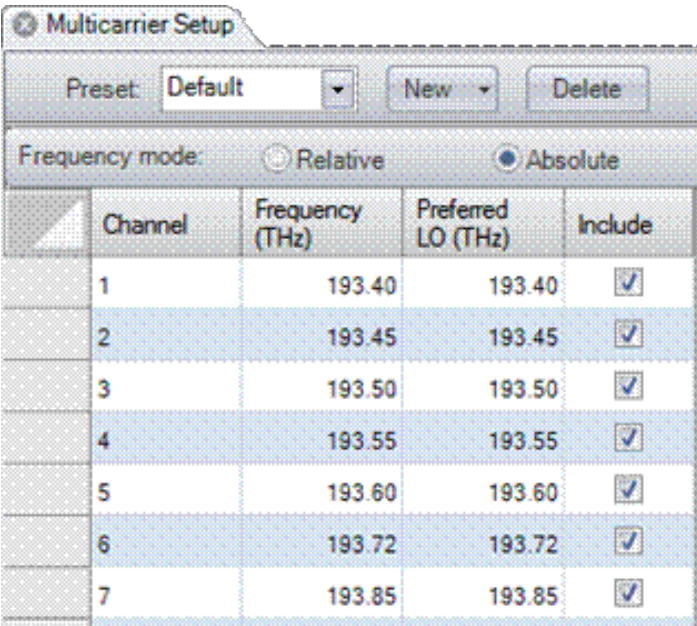 Multicarrier Setup
Preset: Default New Delete
Frequency mode: Relative Absolute
Channel Frequency (THz) Preferred LO (THz) Include
1 193.40 193.40
2 193.45 193.45
3 193.50 193.50
4 193.55 193.55
5 193.60 193.60
6 193.72 193.72
7 193.85 193.85